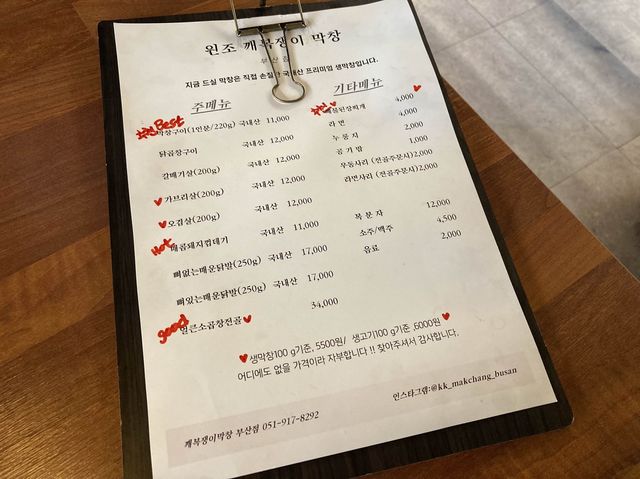 원조 깨복쟁이 막창
부산점
지금 드실 막창은 직접 손질한 국내산 프리미엄 생막창입니다.
주메뉴
Best
막창구이(1인분/220g) 국내산 11,000
닭곱창구이 국내산 12,000
갈매기살(200g) 국내산 12,000
가브리살(200g) 국내산 12,000
오겹살(200g) 국내산 12,000
Hot
매콤돼지껍데기 국내산 11,000
뼈없는매운닭발(250g) 국내산 17,000
뼈있는매운닭발(250g) 국내산 17,000
good
얼큰소곱창전골 34,000
기타메뉴
추천
해물된장찌개 4,000
라면 4,000
누룽지 2,000
공기밥 1,000
우동사리 (전골주문시)2,000
라면사리 (전골주문시)2,000
복분자 12,000
소주/맥주 4,500
음료 2,000
생막창100 g기준, 5500원/ 생고기100 g기준 ,6000원
어디에도 없을 가격이라 자부합니다 !! 찾아주셔서 감사합니다.
깨복쟁이막창 부산점 051-917-8292
인스타그램:@kk_makchang_busan